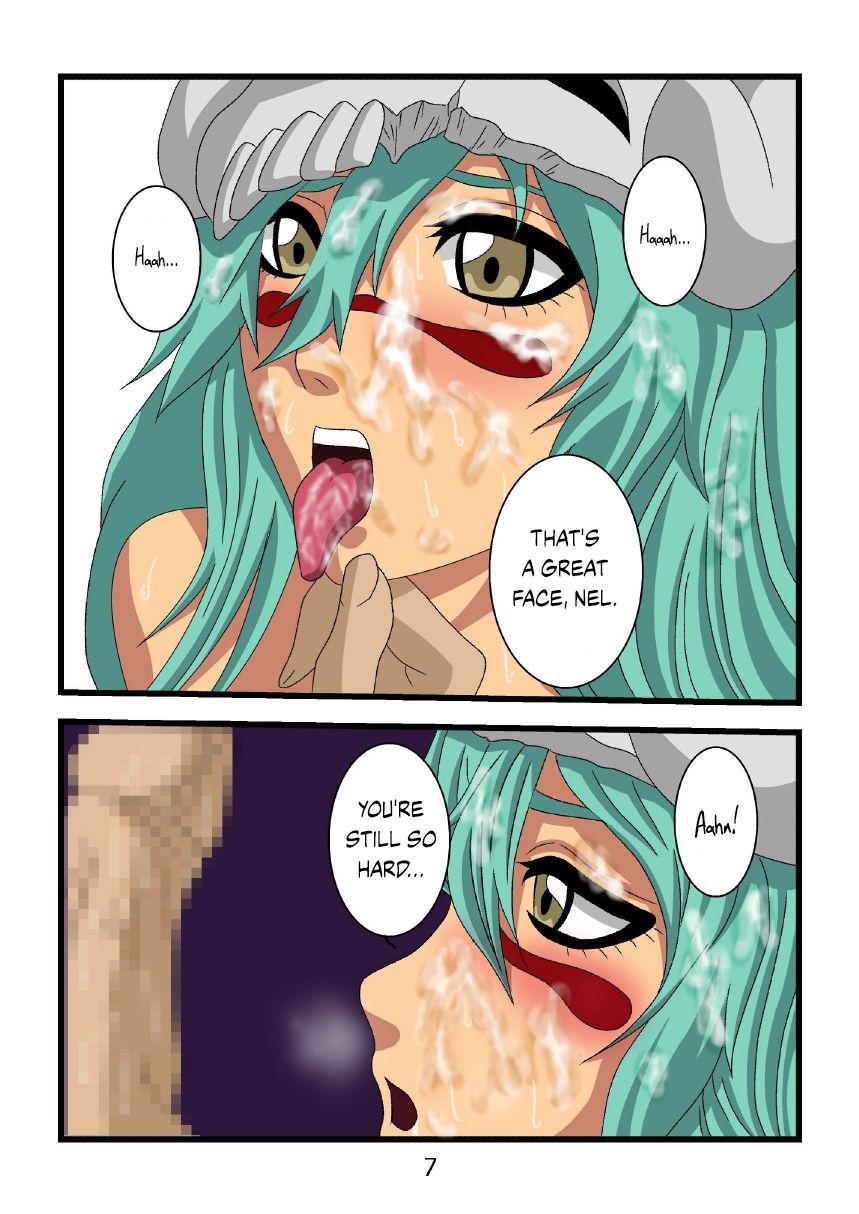 Haah...
Haaah...
THAT'S
A GREAT
FACE, NEL.
YOU'RE
STILL SO
HARD...
Aahn!
7